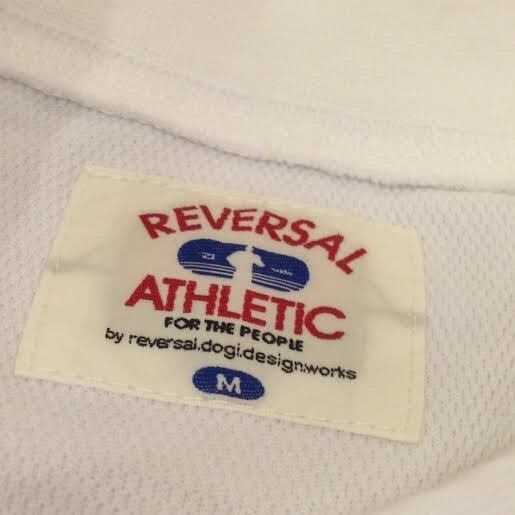 REVERSAL
ATHLETIC
FOR THE PEOPLE
by reversal.dogi.design.works
M